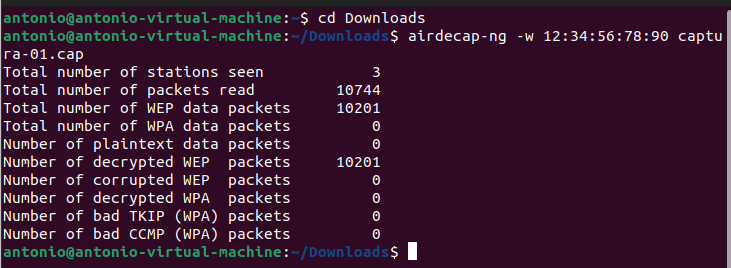 antonio@antonio-virtual-machine:~$ cd Downloads
antonio@antonio-virtual-machine:~/Downloads$ airdecap-ng -w 12:34:56:78:90 captu
ra-01.cap
Total number of stations seen            3
Total number of packets read         10744
Total number of WEP data packets     10201
Total number of WPA data packets         0
Number of plaintext data packets         0
Number of decrypted WEP  packets     10201
Number of corrupted WEP  packets         0
Number of decrypted WPA  packets         0
Number of bad TKIP (WPA) packets         0
Number of bad CCMP (WPA) packets         0
antonio@antonio-virtual-machine:~/Downloads$